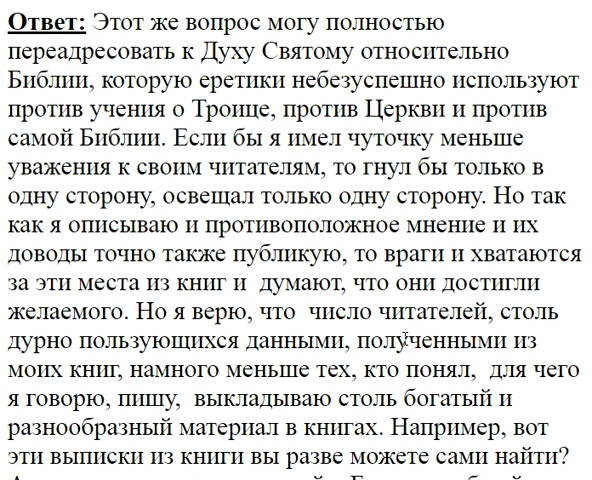 Ответ: Этот же вопрос могу полностью
переадресовать к Духу Святому относительно
Библии, которую еретики небезуспешно используют
против учения о Троице, против Церкви и против
самой Библии. Если бы я имел чуточку меньше
уважения к своим читателям, то гнул бы только в
одну сторону, освещал только одну сторону. Но так
как я описываю и противоположное мнение и их
доводы точно также публикую, то враги и хватаются
за эти места из книг и  думают, что они достигли
желаемого. Но я верю, что  число читателей, столь
дурно пользующихся данными, полученными из
моих книг, намного меньше тех, кто понял,  для чего
я говорю, пишу,  выкладываю столь богатый и
разнообразный материал в книгах. Например, вот
эти выписки из книги вы разве можете сами найти?